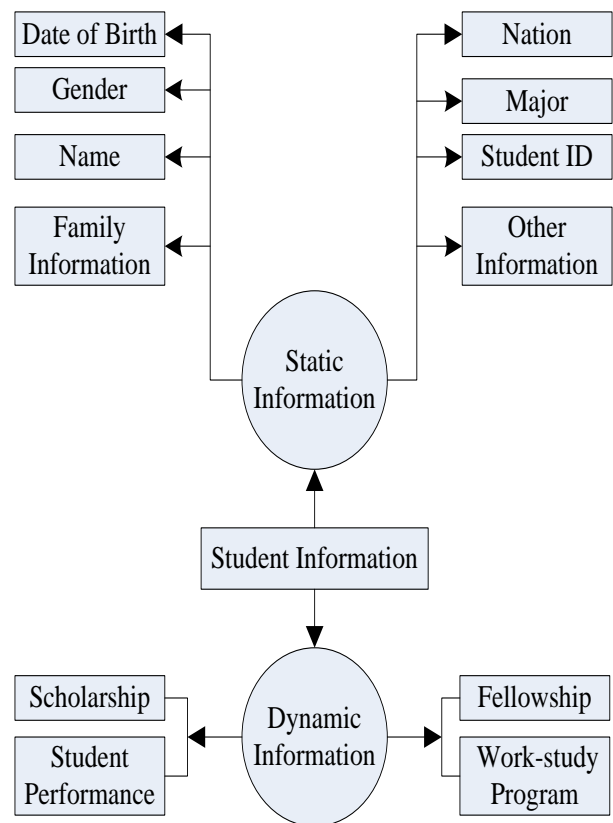 Date of Birth
Gender
Name
Family
Information
Nation
Major
Student ID
Other
Information
Static
Information
Student Information
Dynamic
Information
Scholarship
Student
Performance
Fellowship
Work-study
Program